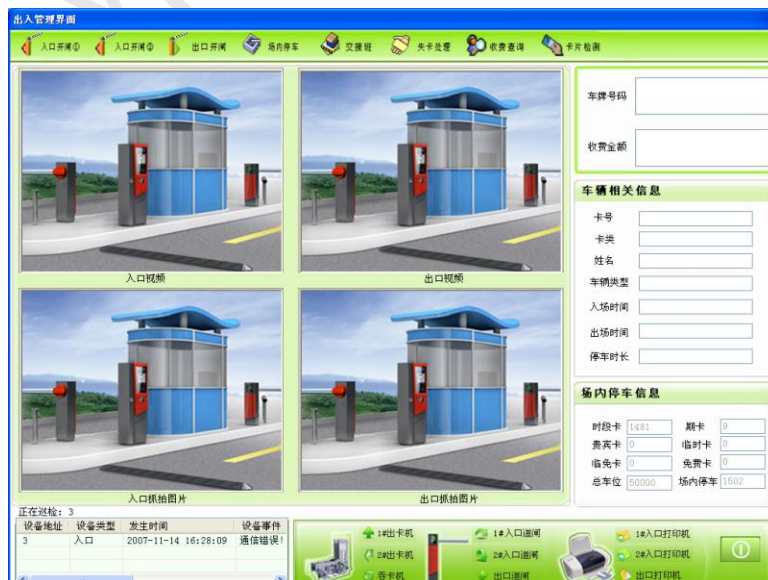 出入管理界面
入口开闸① 入口开闸② 出口开闸 场内停车 交接班 失卡处理 收费查询 卡片检测
车牌号码
收费金额
入口视频 出口视频
车辆相关信息
卡号
卡类
姓名
车辆类型
入场时间
出场时间
停车时长
入口抓拍图片 出口抓拍图片
场内停车信息
时段卡 1481 期卡 9
贵宾卡 0 临时卡 0
临免卡 0 免费卡 0
总车位 50000 场内停车 1502
正在巡检: 3
设备地址 设备类型 发生时间 设备事件
3 入口 2007-11-14 16:28:09 通信错误!
1#出卡机 1#入口道闸 1#入口打印机
2#出卡机 2#入口道闸 2#入口打印机
吞卡机 出口道闸 出口打印机